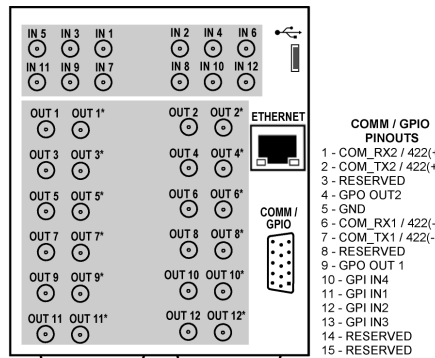 IN 5 IN 3 IN 1 IN 2 IN 4 IN 6
IN 11 IN 9 IN 7 IN 8 IN 10 IN 12
OUT 1 OUT 1* OUT 2 OUT 2*
ETHERNET
OUT 3 OUT 3* OUT 4 OUT 4*
OUT 5 OUT 5* OUT 6 OUT 6*
COMM /
GPIO
OUT 7 OUT 7* OUT 8 OUT 8*
OUT 9 OUT 9* OUT 10 OUT 10*
OUT 11 OUT 11* OUT 12 OUT 12*
COMM / GPIO
PINOUTS
1 - COM_RX2 / 422(+
2 - COM_TX2 / 422(+
3 - RESERVED
4 - GPO OUT2
5 - GND
6 - COM_RX1 / 422(-
7 - COM_TX1 / 422(-
8 - RESERVED
9 - GPO OUT 1
10 - GPI IN4
11 - GPI IN1
12 - GPI IN2
13 - GPI IN3
14 - RESERVED
15 - RESERVED